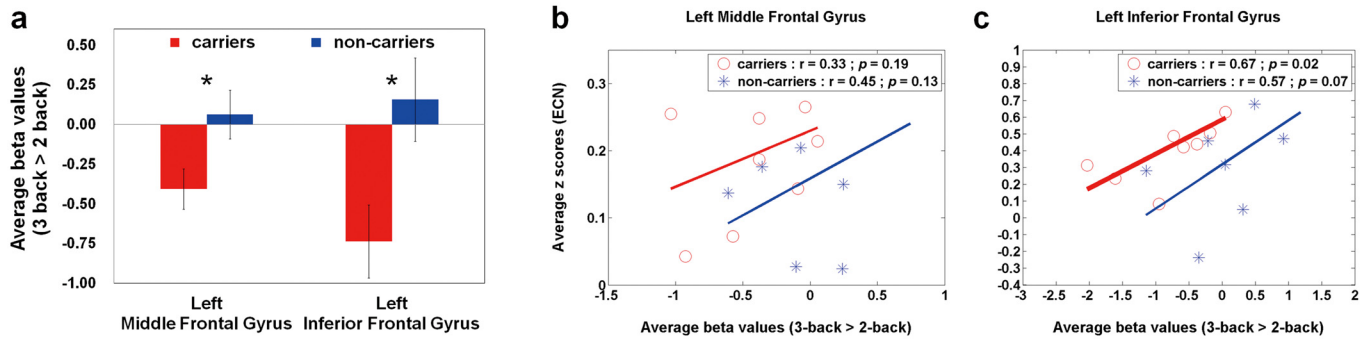 a
carriers
non-carriers
Average beta values
(3 back > 2 back)
0.50
0.25
0.00
-0.25
-0.50
-0.75
-1.00
*
*
Left
Middle Frontal Gyrus
Left
Inferior Frontal Gyrus
b
Left Middle Frontal Gyrus
carriers : r = 0.33 ; p = 0.19
non-carriers : r = 0.45 ; p = 0.13
Average z scores (ECN)
0.3
0.2
0.1
0
-1.5
-1
-0.5
0
0.5
1
Average beta values (3-back > 2-back)
c
Left Inferior Frontal Gyrus
carriers : r = 0.67 ; p = 0.02
non-carriers : r = 0.57 ; p = 0.07
1
0.9
0.8
0.7
0.6
0.5
0.4
0.3
0.2
0.1
0
-0.1
-0.2
-0.3
-0.4
-3
-2.5
-2
-1.5
-1
-0.5
0
0.5
1
1.5
2
Average beta values (3-back > 2-back)